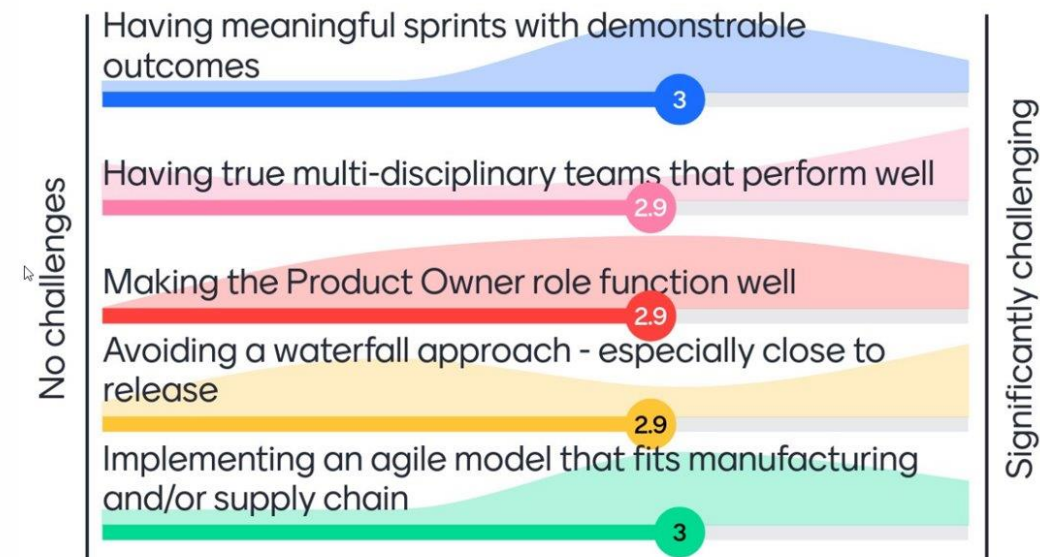 Having meaningful sprints with demonstrable
outcomes
3
Having true multi-disciplinary teams that perform well
2.9
Making the Product Owner role function well
2.9
Avoiding a waterfall approach - especially close to
release
2.9
Implementing an agile model that fits manufacturing
and/or supply chain
3
No challenges
Significantly challenging